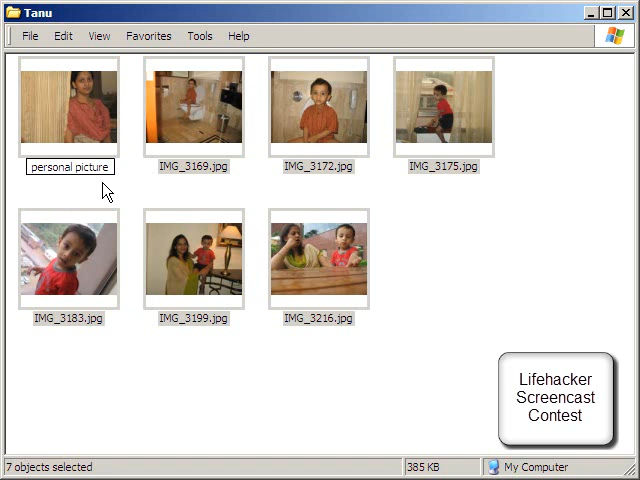 Tanu
File Edit View Favorites Tools Help
personal picture IMG_3169.jpg IMG_3172.jpg IMG_3175.jpg
IMG_3183.jpg IMG_3199.jpg IMG_3216.jpg
Lifehacker
Screencast
Contest
7 objects selected 385 KB My Computer